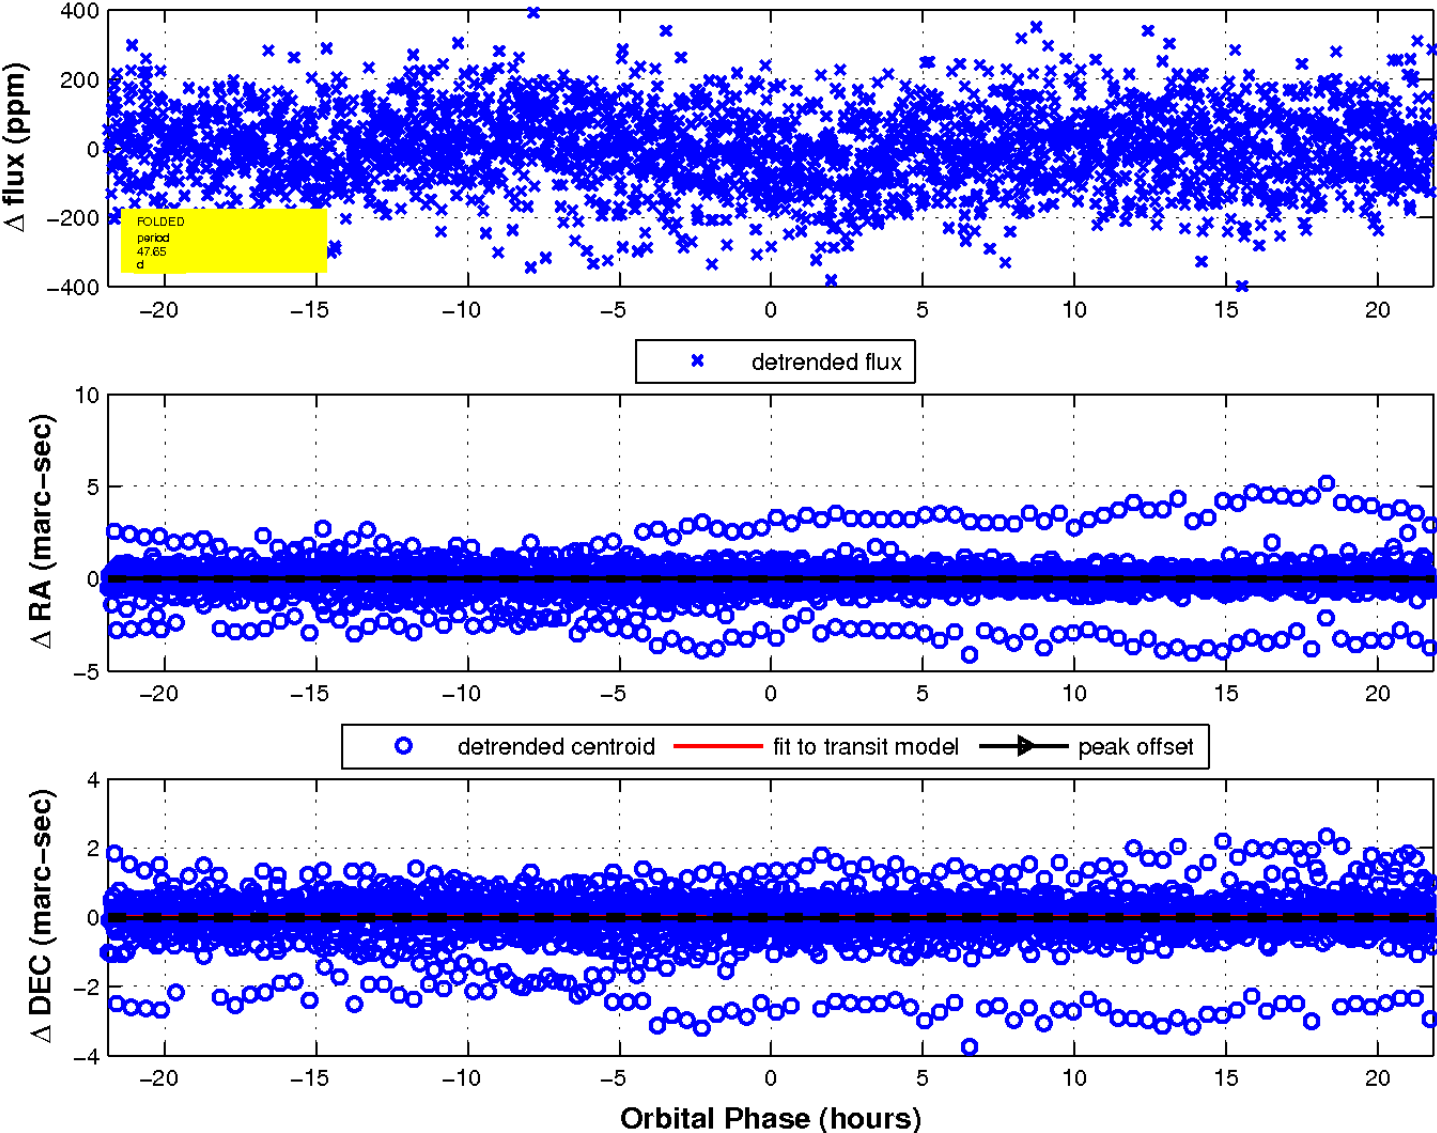 400
200
0
−200
−400
Δ flux (ppm)
FOLDED
period
47.65
d
−20 −15 −10 −5 0 5 10 15 20
detrended flux
10
5
0
−5
Δ RA (marc−sec)
−20 −15 −10 −5 0 5 10 15 20
detrended centroid fit to transit model peak offset
4
2
0
−2
−4
Δ DEC (marc−sec)
−20 −15 −10 −5 0 5 10 15 20
Orbital Phase (hours)